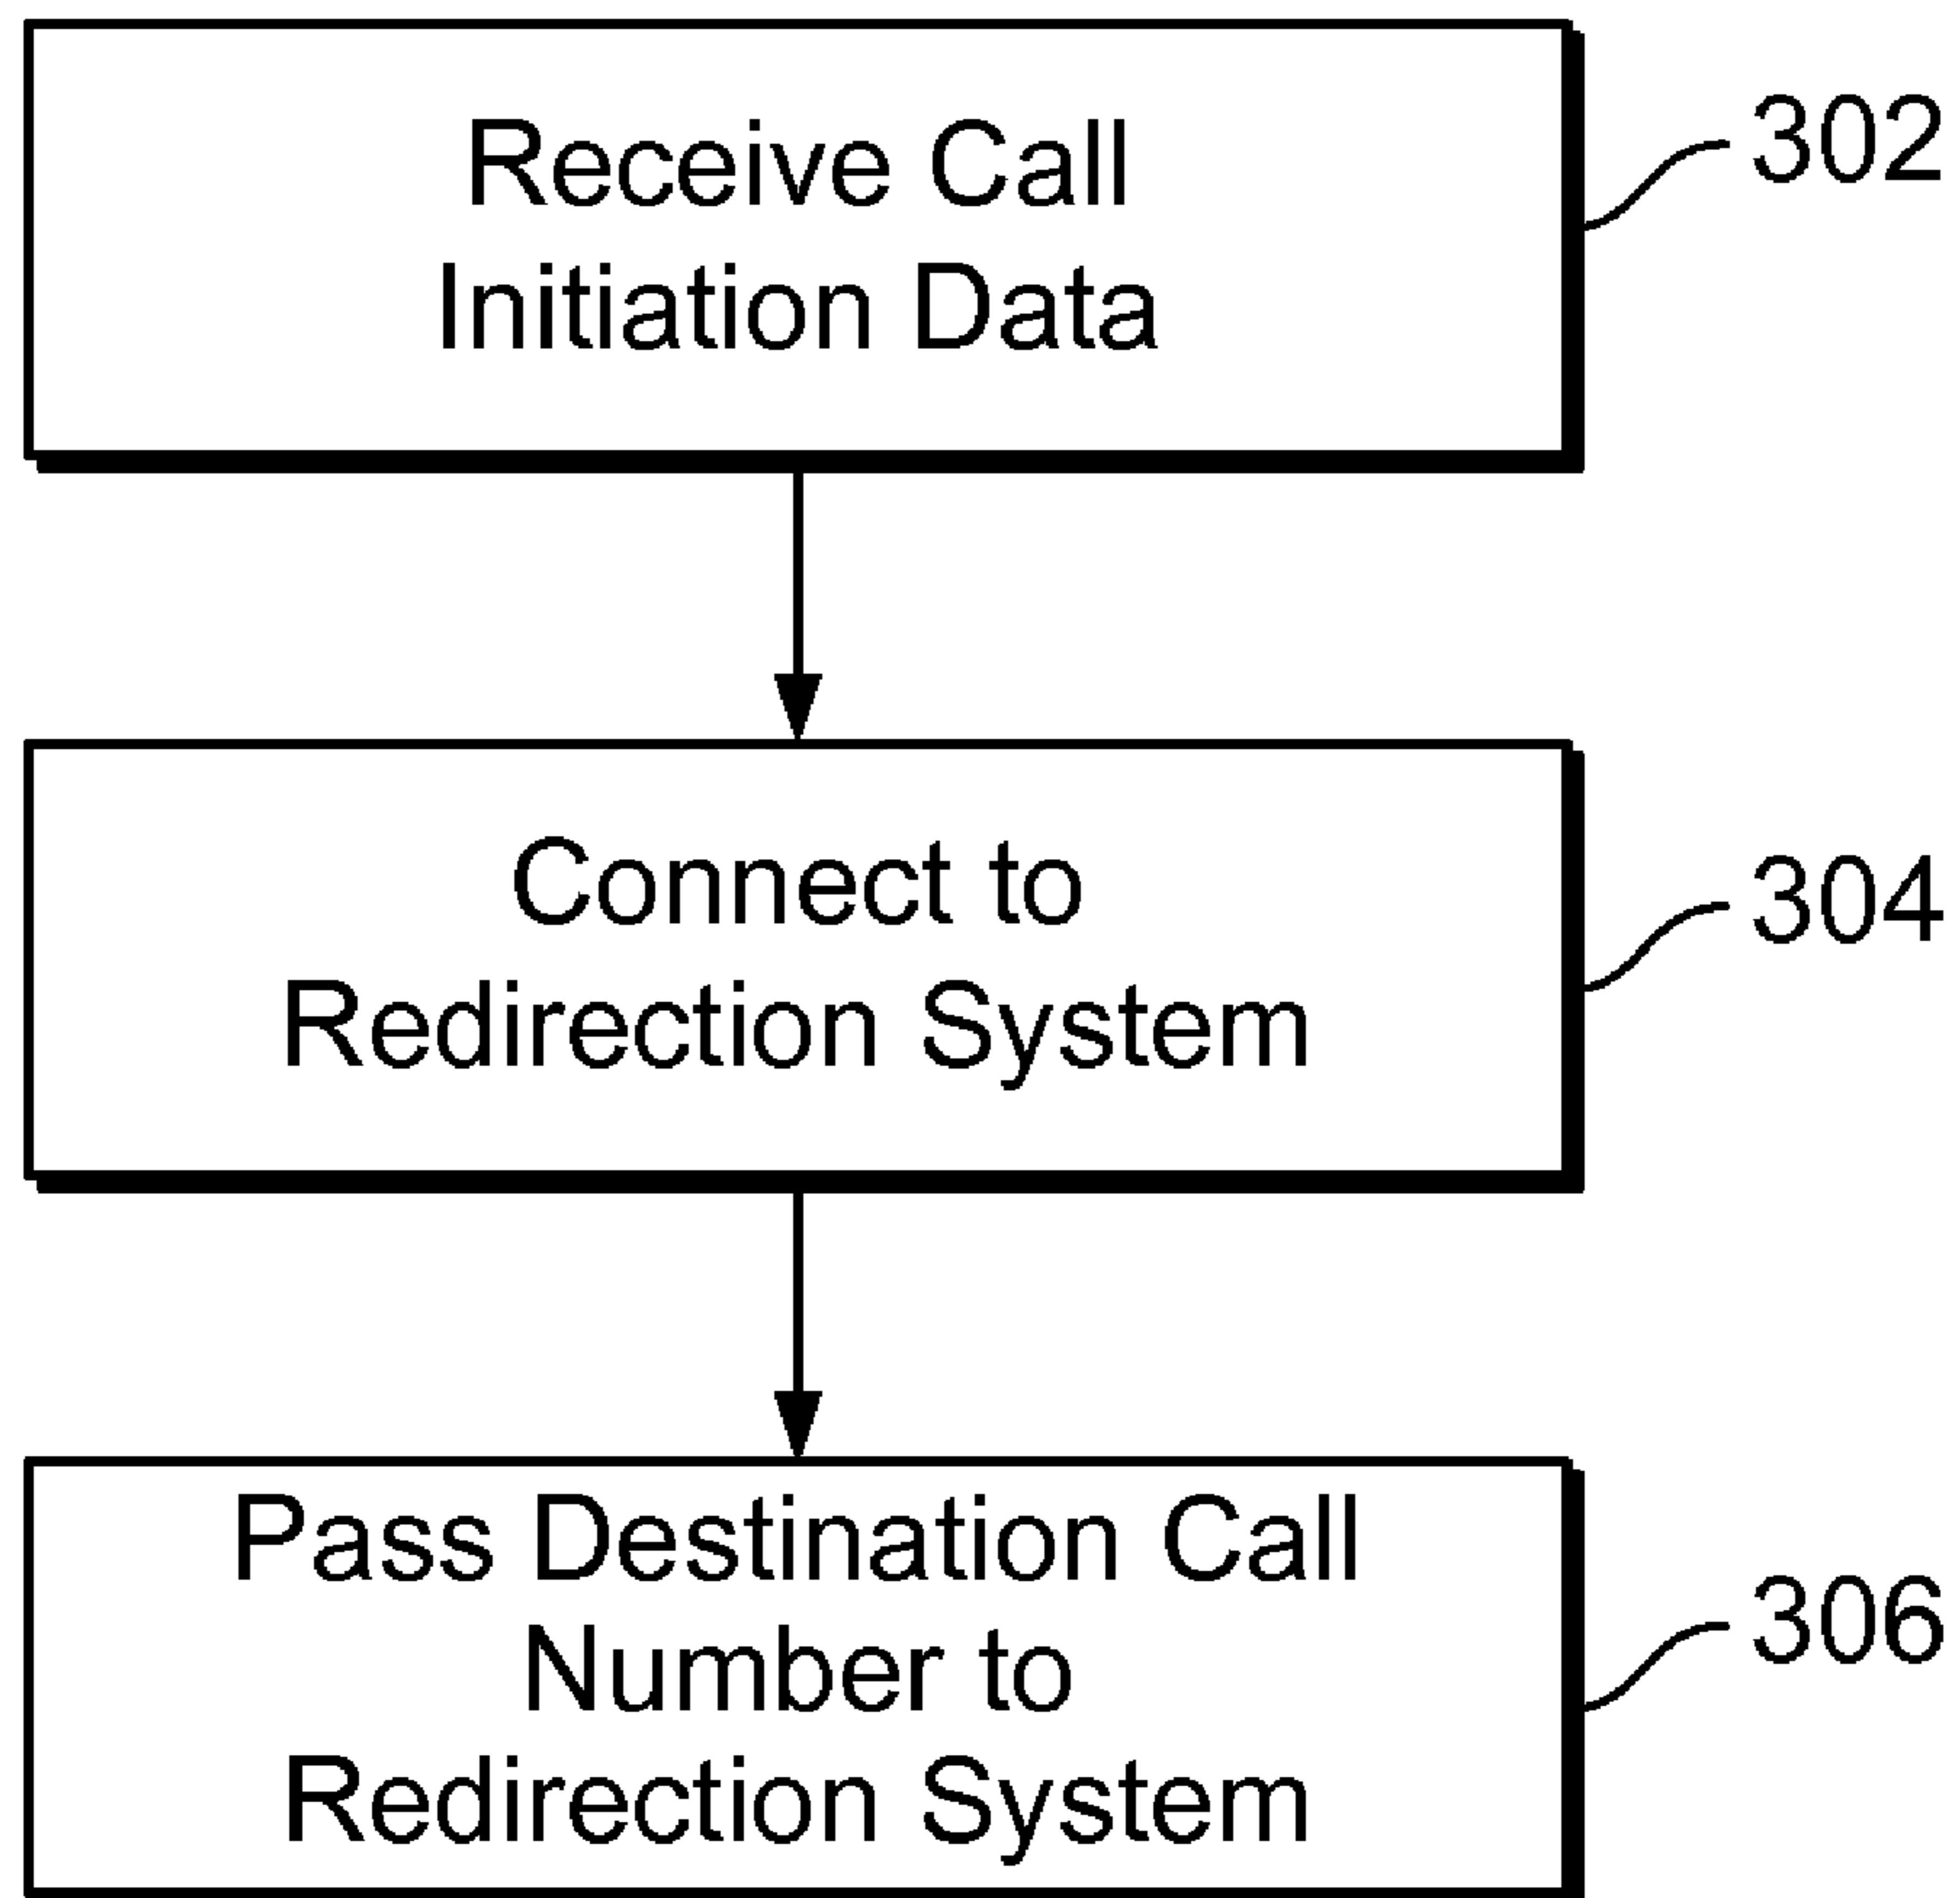 Receive Call
Initiation Data
302
Connect to
Redirection System
304
Pass Destination Call
Number to
Redirection System
306